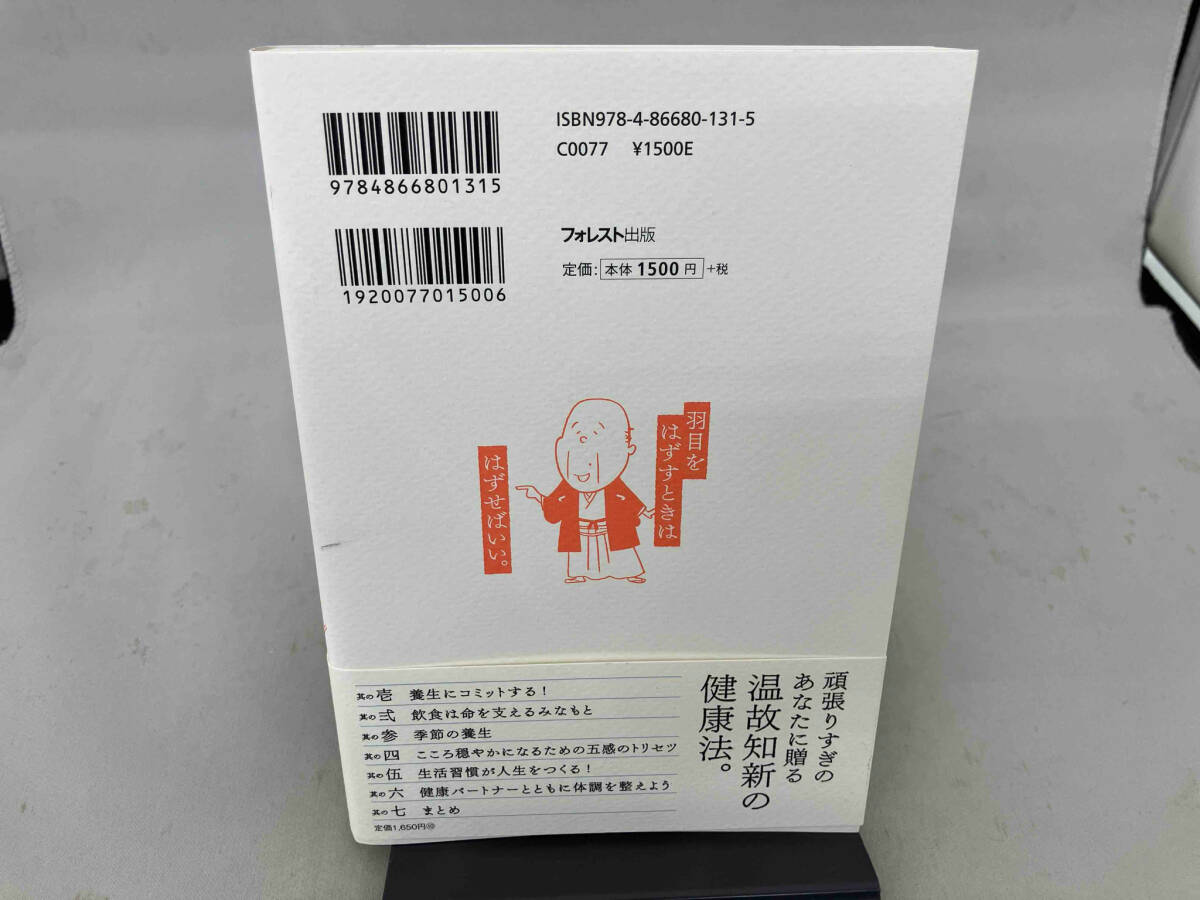 ISBN978-4-86680-131-5
C0077 ¥1500E
9784866801315
フォレスト出版
定価: 本体 1500 円 +税
1920077015006
羽目を
はずすときは
はずせばいい。
頑張りすぎの
あなたに贈る
温故知新の
健康法。
其の壱 養生にコミットする!
其の弐 飲食は命を支えるみなもと
其の参 季節の養生
其の四 こころ穏やかになるための五感のトリセツ
其の伍 生活習慣が人生をつくる!
其の六 健康パートナーとともに体調を整えよう
其の七 まとめ
定価1,650円⑩